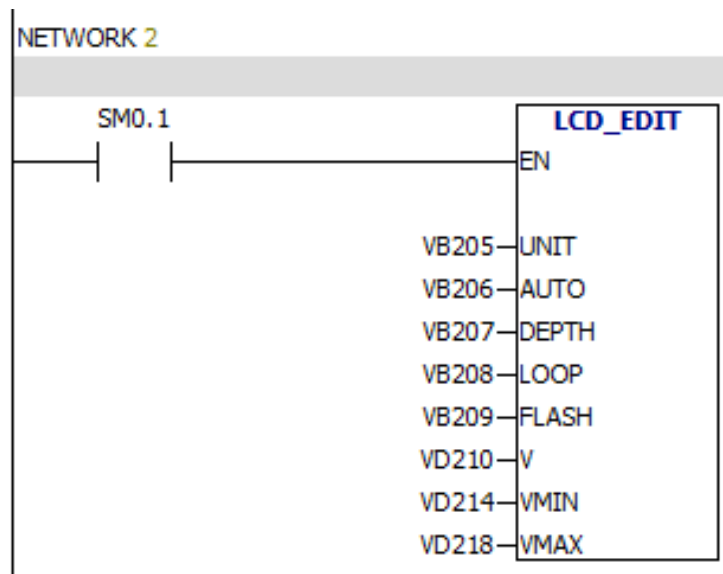 NETWORK 2
SM0.1
LCD_EDIT
EN
VB205 UNIT
VB206 AUTO
VB207 DEPTH
VB208 LOOP
VB209 FLASH
VD210 V
VD214 VMIN
VD218 VMAX